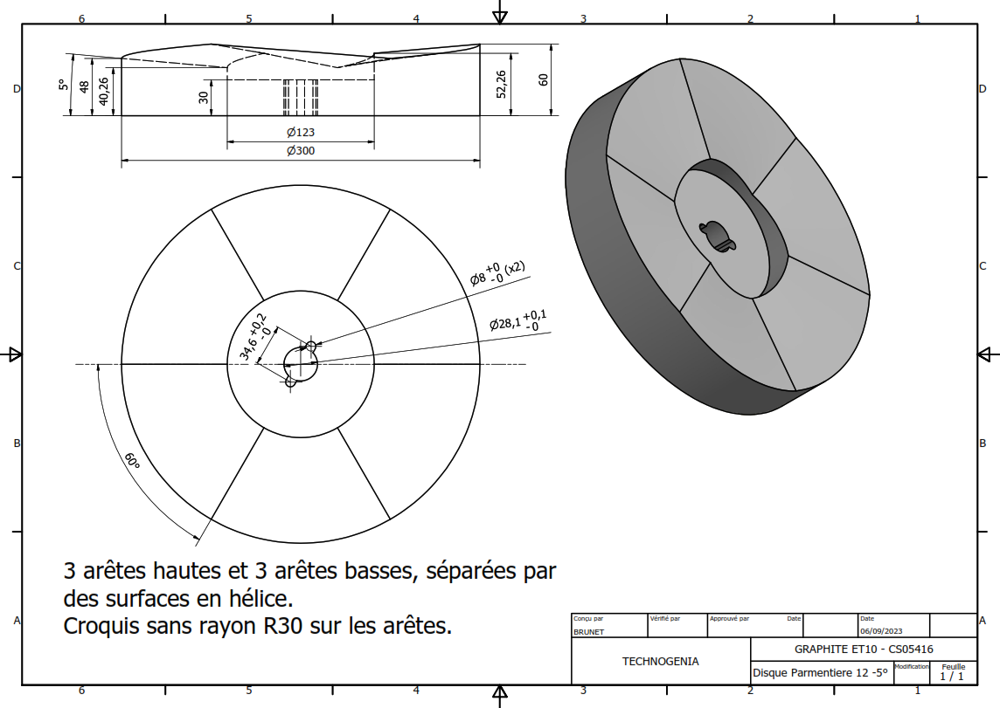 6 5 4 3 2 1
D
D
5°
48
40,26
30
52,26
60
Ø123
Ø300
C
C
Ø8 +0 -0 (x2)
Ø28,1 +0,1 -0
34,6 +0,2 -0
B
B
60°
3 arêtes hautes et 3 arêtes basses, séparées par
des surfaces en hélice.
Croquis sans rayon R30 sur les arêtes.
A
A
Conçu par
BRUNET
Vérifié par
Approuvé par
Date
Date
06/09/2023
TECHNOGENIA
GRAPHITE ET10 - CS05416
Disque Parmentiere 12 -5°
Modification
Feuille
1 / 1
6 5 4 3 2 1